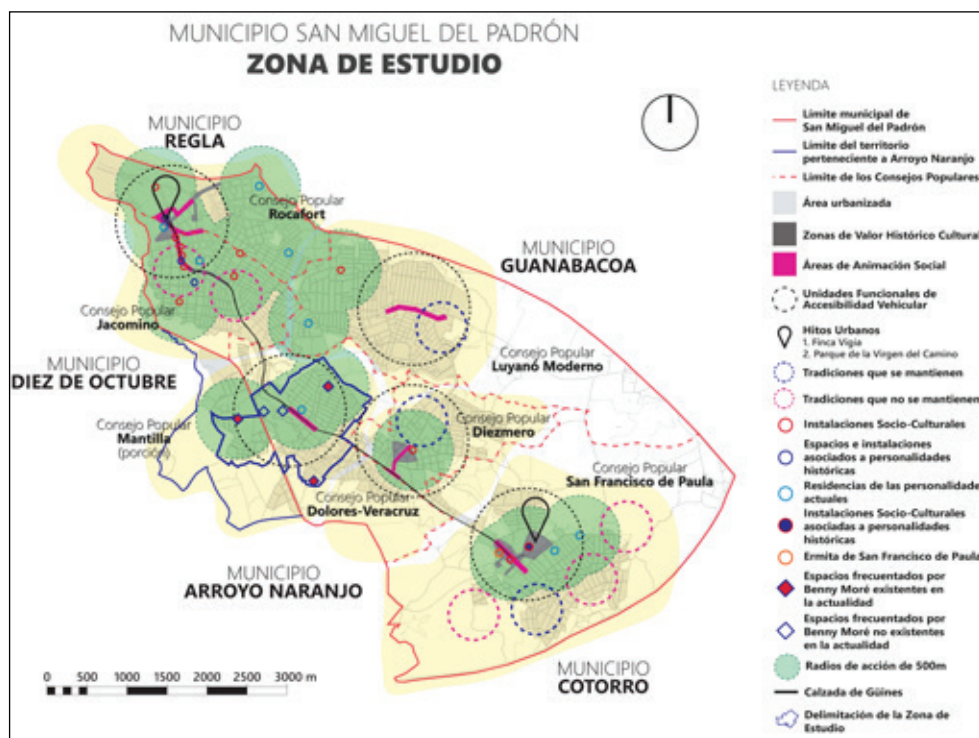 MUNICIPIO SAN MIGUEL DEL PADRÓN
ZONA DE ESTUDIO
MUNICIPIO
REGLA
Consejo Popular
Rocafort
MUNICIPIO
GUANABACOA
Consejo Popular
Jacomino
MUNICIPIO
DIEZ DE OCTUBRE
Consejo Popular
Luyanó Moderno
Consejo Popular
Mantilla
(porción)
Consejo Popular
Diezmero
Consejo Popular
San Francisco de Paula
Consejo Popular
Dolores-Veracruz
MUNICIPIO
ARROYO NARANJO
MUNICIPIO
COTORRO
0 500 1000 1500 2000 2500 3000 m
LEYENDA
Límite municipal de
San Miguel del Padrón
Límite del territorio
perteneciente a Arroyo Naranjo
Límite de los Consejos Populares
Área urbanizada
Zonas de Valor Histórico Cultural
Áreas de Animación Social
Unidades Funcionales de
Accesibilidad Vehicular
Hitos Urbanos
1. Finca Vigía
2. Parque de la Virgen del Camino
Tradiciones que se mantienen
Tradiciones que no se mantienen
Instalaciones Socio-Culturales
Espacios e instalaciones
asociados a personalidades
históricas
Residencias de las personalidades
actuales
Instalaciones Socio-Culturales
asociadas a personalidades
históricas
Ermita de San Francisco de Paula
Espacios frecuentados por
Benny Moré existentes en
la actualidad
Espacios frecuentados por
Benny Moré no existentes
en la actualidad
Radios de acción de 500m
Calzada de Güines
Delimitación de la Zona de
Estudio